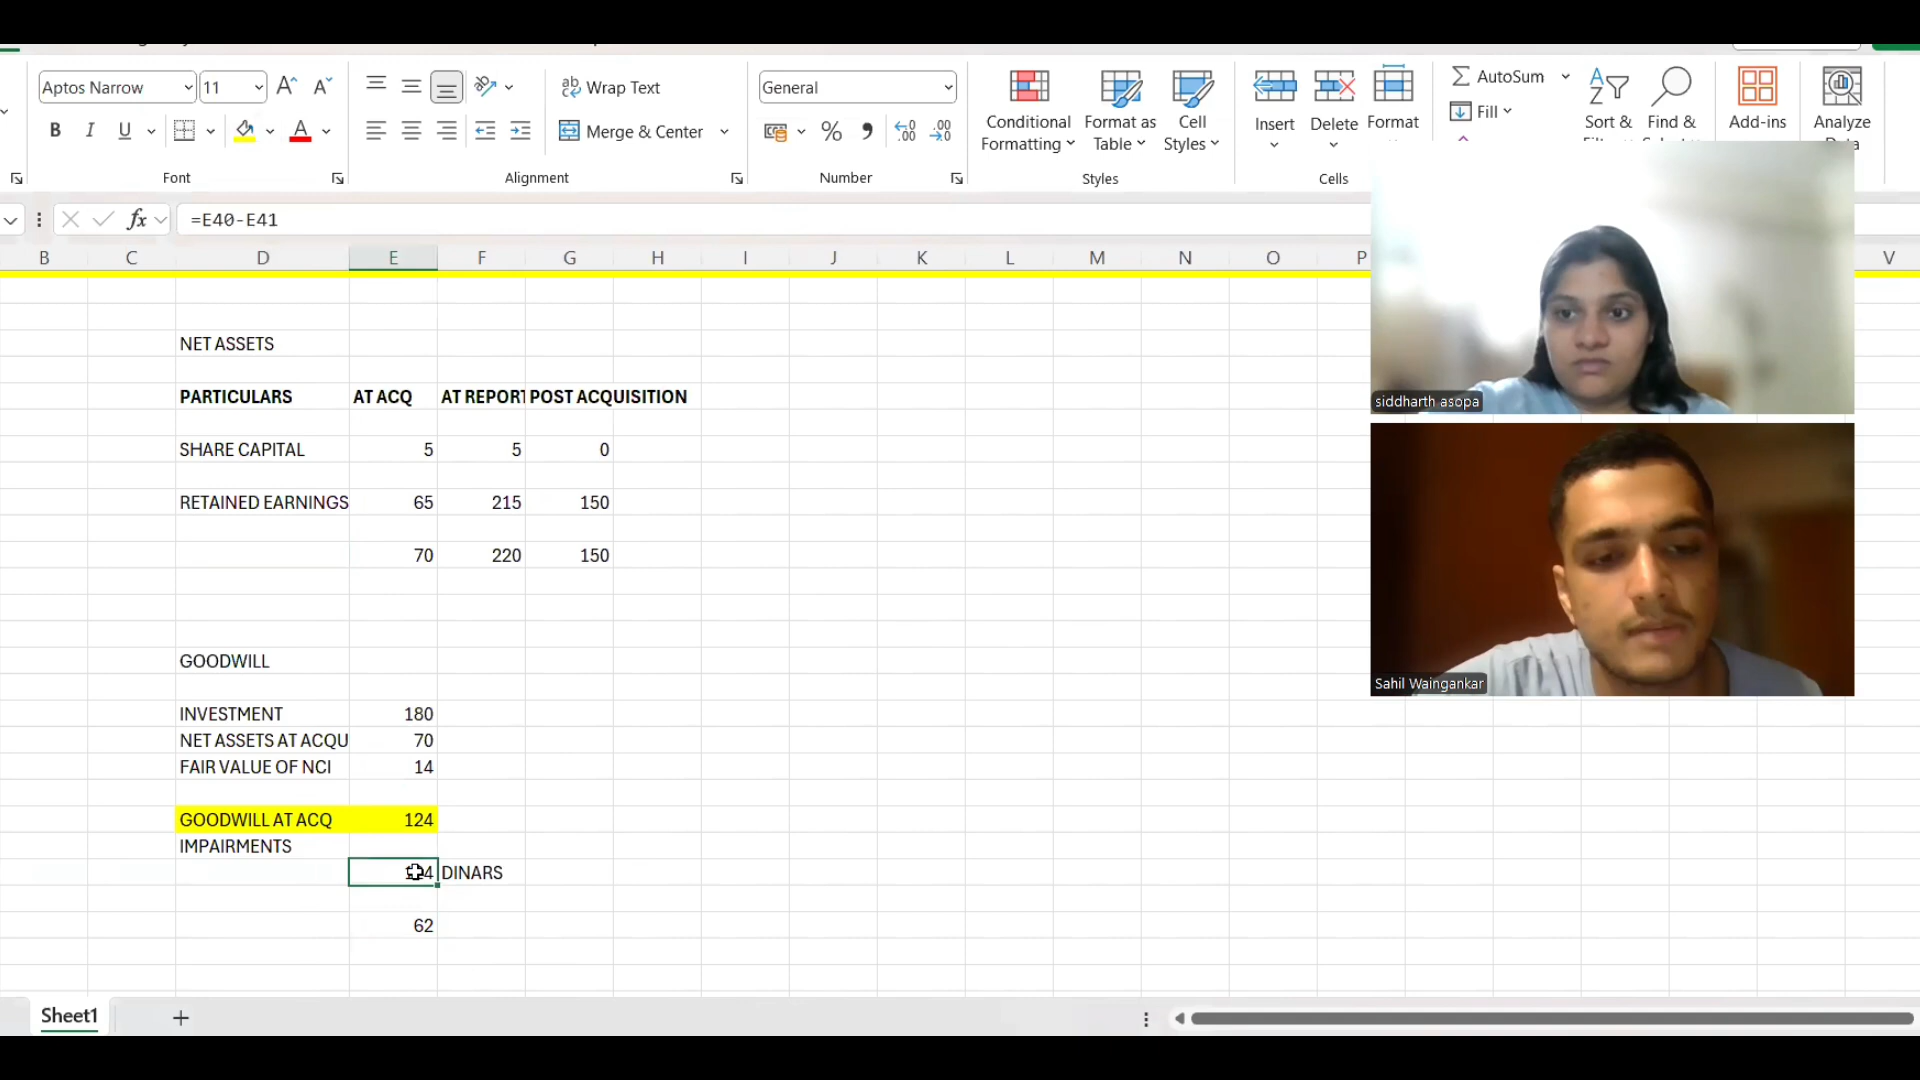 Aptos Narrow 11 Wrap Text General AutoSum
B I U Merge & Center % Fill
Conditional Formatting Format as Table Cell Styles Insert Delete Format Sort & Find & Add-ins Analyze
Font Alignment Number Styles Cells
fx =E40-E41
B C D E F G H I J K L M N O P V
NET ASSETS
PARTICULARS AT ACQ AT REPORT POST ACQUISITION
SHARE CAPITAL 5 5 0
RETAINED EARNINGS 65 215 150
70 220 150
GOODWILL
INVESTMENT 180
NET ASSETS AT ACQU 70
FAIR VALUE OF NCI 14
GOODWILL AT ACQ 124
IMPAIRMENTS
DINARS
62
siddharth asopa
Sahil Waingankar
Sheet1 +